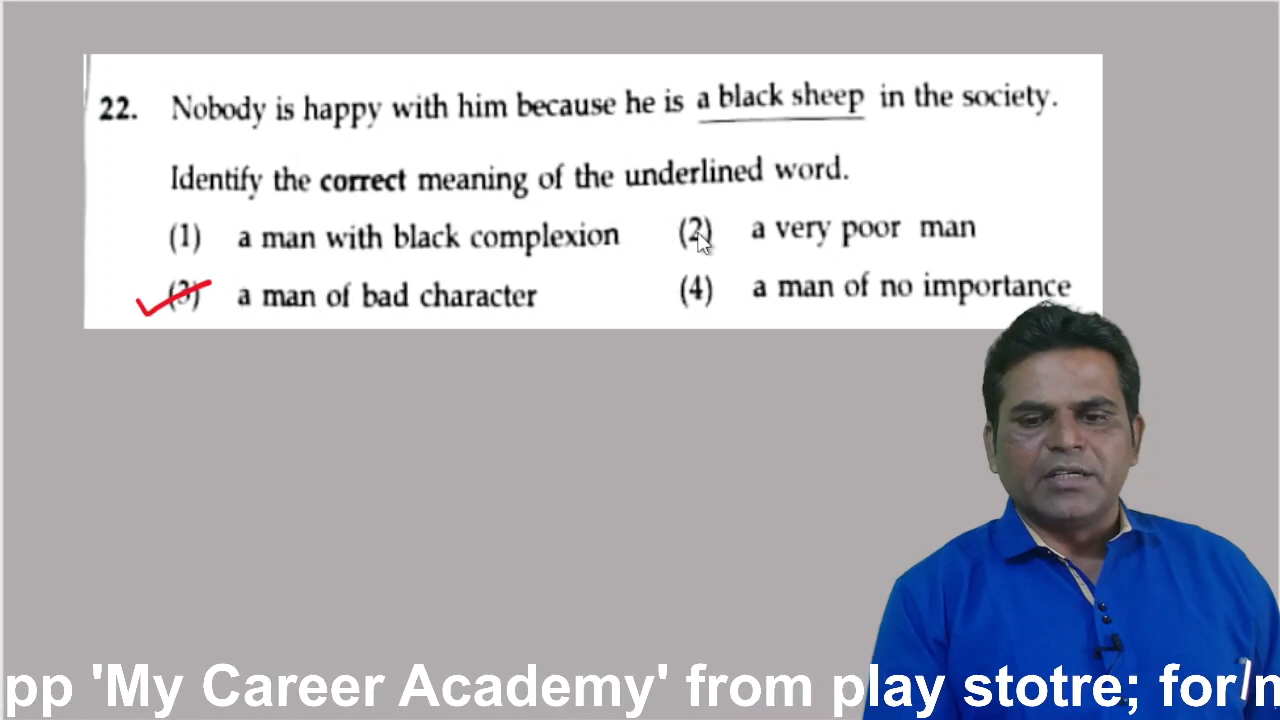 22. Nobody is happy with him because he is a black sheep in the society.
Identify the correct meaning of the underlined word.
(1) a man with black complexion (2) a very poor man
(3) a man of bad character (4) a man of no importance
pp 'My Career Academy' from play stotre; for